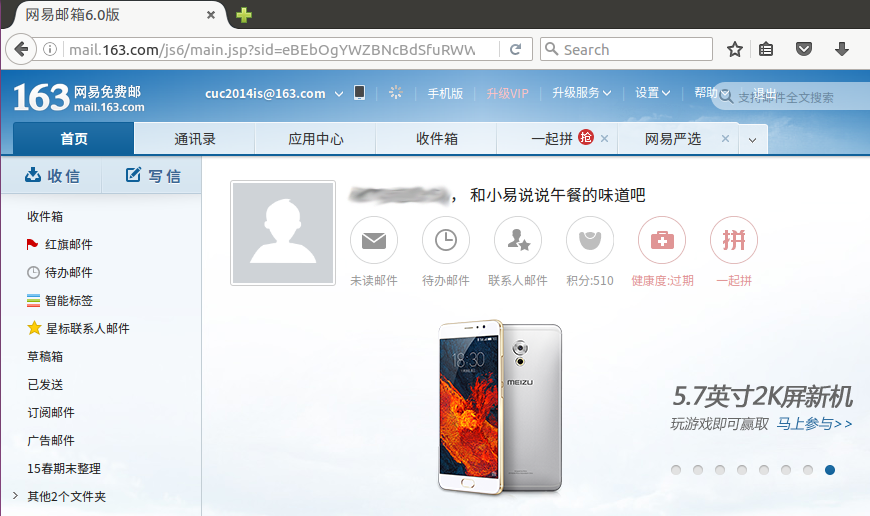 网易邮箱6.0版
mail.163.com/js6/main.jsp?sid=eBEbOgYWZBNcBdSfuRWW
Search
163 网易免费邮
mail.163.com
cuc2014is@163.com
手机版 升级VIP 升级服务 设置 帮助 退出
支持邮件全文搜索
首页 通讯录 应用中心 收件箱 一起拼 抢 网易严选
收信 写信
收件箱
红旗邮件
待办邮件
智能标签
星标联系人邮件
草稿箱
已发送
订阅邮件
广告邮件
15春期末整理
其他2个文件夹
， 和小易说说午餐的味道吧
拼
未读邮件 待办邮件 联系人邮件 积分:510 健康度:过期 一起拼
18:30
MEIZU
5.7英寸2K屏新机
玩游戏即可赢取 马上参与>>